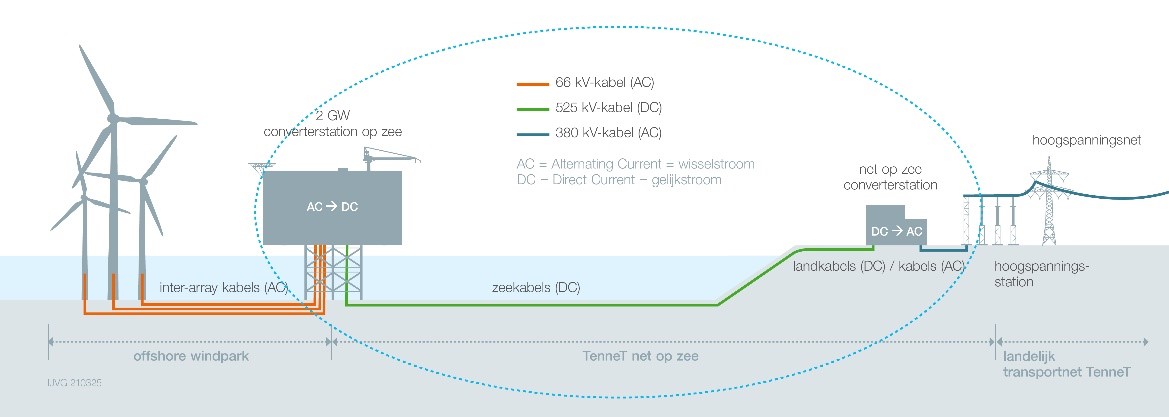 66 kV-kabel (AC)
525 kV-kabel (DC)
380 kV-kabel (AC)
AC = Alternating Current = wisselstroom
DC = Direct Current = gelijkstroom
2 GW
converterstation op zee
AC → DC
hoogspanningsnet
net op zee
converterstation
DC → AC
inter-array kabels (AC)
zeekabels (DC)
landkabels (DC) / kabels (AC)
hoogspannings-
station
offshore windpark
TenneT net op zee
landelijk
transportnet TenneT
IJVG 210325